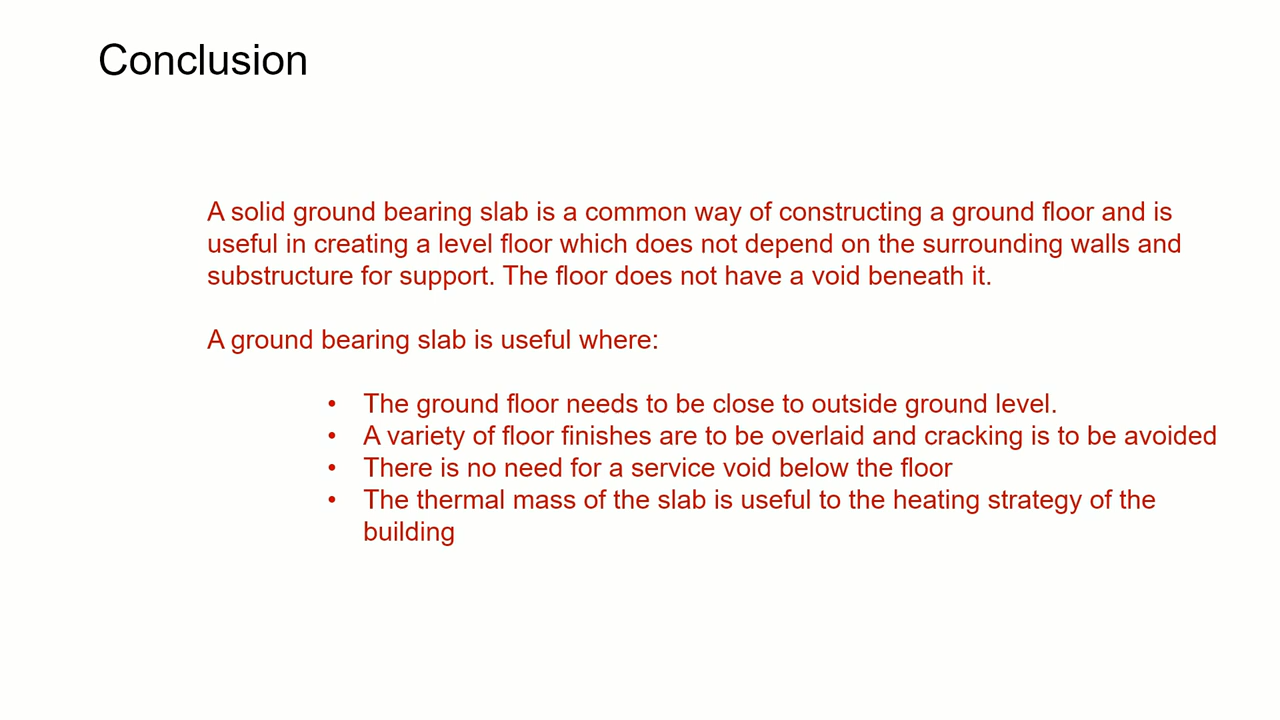 Conclusion
A solid ground bearing slab is a common way of constructing a ground floor and is
useful in creating a level floor which does not depend on the surrounding walls and
substructure for support. The floor does not have a void beneath it.
A ground bearing slab is useful where:
• The ground floor needs to be close to outside ground level.
• A variety of floor finishes are to be overlaid and cracking is to be avoided
• There is no need for a service void below the floor
• The thermal mass of the slab is useful to the heating strategy of the
building